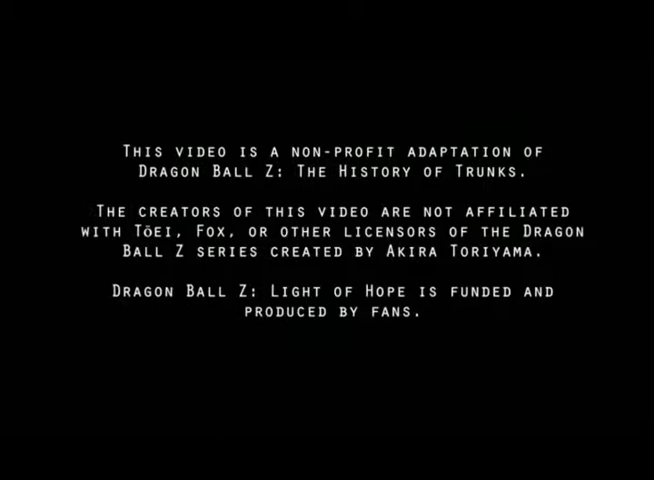 THIS VIDEO IS A NON-PROFIT ADAPTATION OF
DRAGON BALL Z: THE HISTORY OF TRUNKS.
THE CREATORS OF THIS VIDEO ARE NOT AFFILIATED
WITH TŌEI, FOX, OR OTHER LICENSORS OF THE DRAGON
BALL Z SERIES CREATED BY AKIRA TORIYAMA.
DRAGON BALL Z: LIGHT OF HOPE IS FUNDED AND
PRODUCED BY FANS.